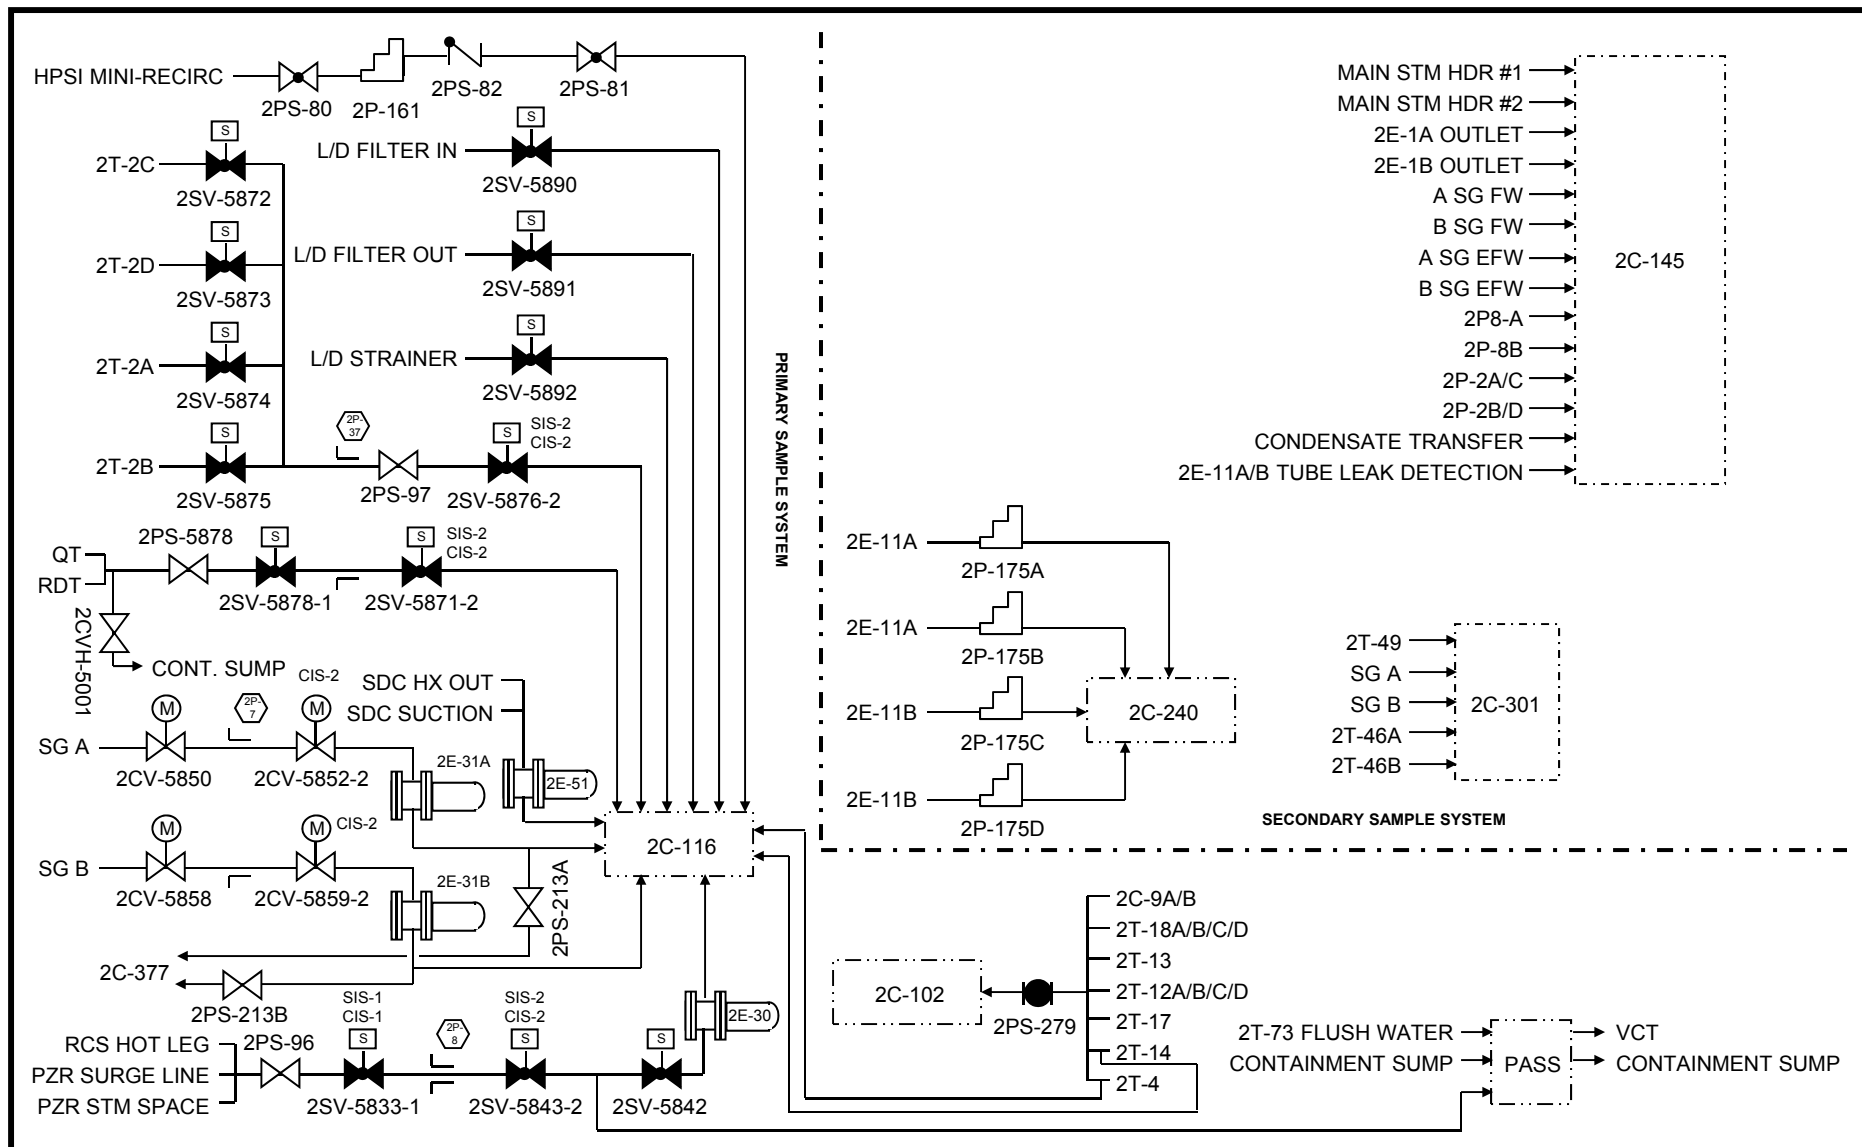 HPSI MINI-RECIRC
2PS-80
2P-161
2PS-82
2PS-81
S
2T-2C
2SV-5872
S
L/D FILTER IN
2SV-5890
S
2T-2D
2SV-5873
S
L/D FILTER OUT
2SV-5891
S
2T-2A
2SV-5874
S
L/D STRAINER
2SV-5892
S
2T-2B
2SV-5875
2P-
37
2PS-97
S
SIS-2
CIS-2
2SV-5876-2
QT
RDT
2PS-5878
S
2SV-5878-1
S
SIS-2
CIS-2
2SV-5871-2
2CVH-5001
CONT. SUMP
SDC HX OUT
SDC SUCTION
2E-51
SG A
M
2CV-5850
2P-
7
CIS-2
M
2CV-5852-2
2E-31A
SG B
M
2CV-5858
M
CIS-2
2CV-5859-2
2E-31B
2PS-213A
2C-116
2C-377
2PS-213B
RCS HOT LEG
PZR SURGE LINE
PZR STM SPACE
2PS-96
SIS-1
CIS-1
S
2SV-5833-1
2P-
8
SIS-2
CIS-2
S
2SV-5843-2
S
2SV-5842
2E-30
PRIMARY SAMPLE SYSTEM
MAIN STM HDR #1
MAIN STM HDR #2
2E-1A OUTLET
2E-1B OUTLET
A SG FW
B SG FW
A SG EFW
B SG EFW
2P8-A
2P-8B
2P-2A/C
2P-2B/D
CONDENSATE TRANSFER
2E-11A/B TUBE LEAK DETECTION
2C-145
2E-11A
2P-175A
2E-11A
2P-175B
2E-11B
2P-175C
2E-11B
2P-175D
2C-240
2T-49
SG A
SG B
2T-46A
2T-46B
2C-301
SECONDARY SAMPLE SYSTEM
2C-102
2PS-279
2C-9A/B
2T-18A/B/C/D
2T-13
2T-12A/B/C/D
2T-17
2T-14
2T-4
2T-73 FLUSH WATER
CONTAINMENT SUMP
PASS
VCT
CONTAINMENT SUMP